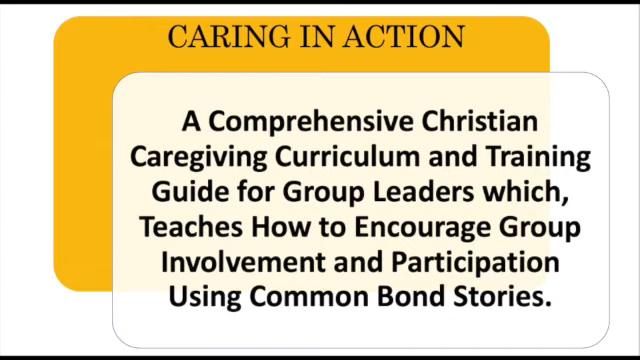 CARING IN ACTION
A Comprehensive Christian
Caregiving Curriculum and Training
Guide for Group Leaders which,
Teaches How to Encourage Group
Involvement and Participation
Using Common Bond Stories.